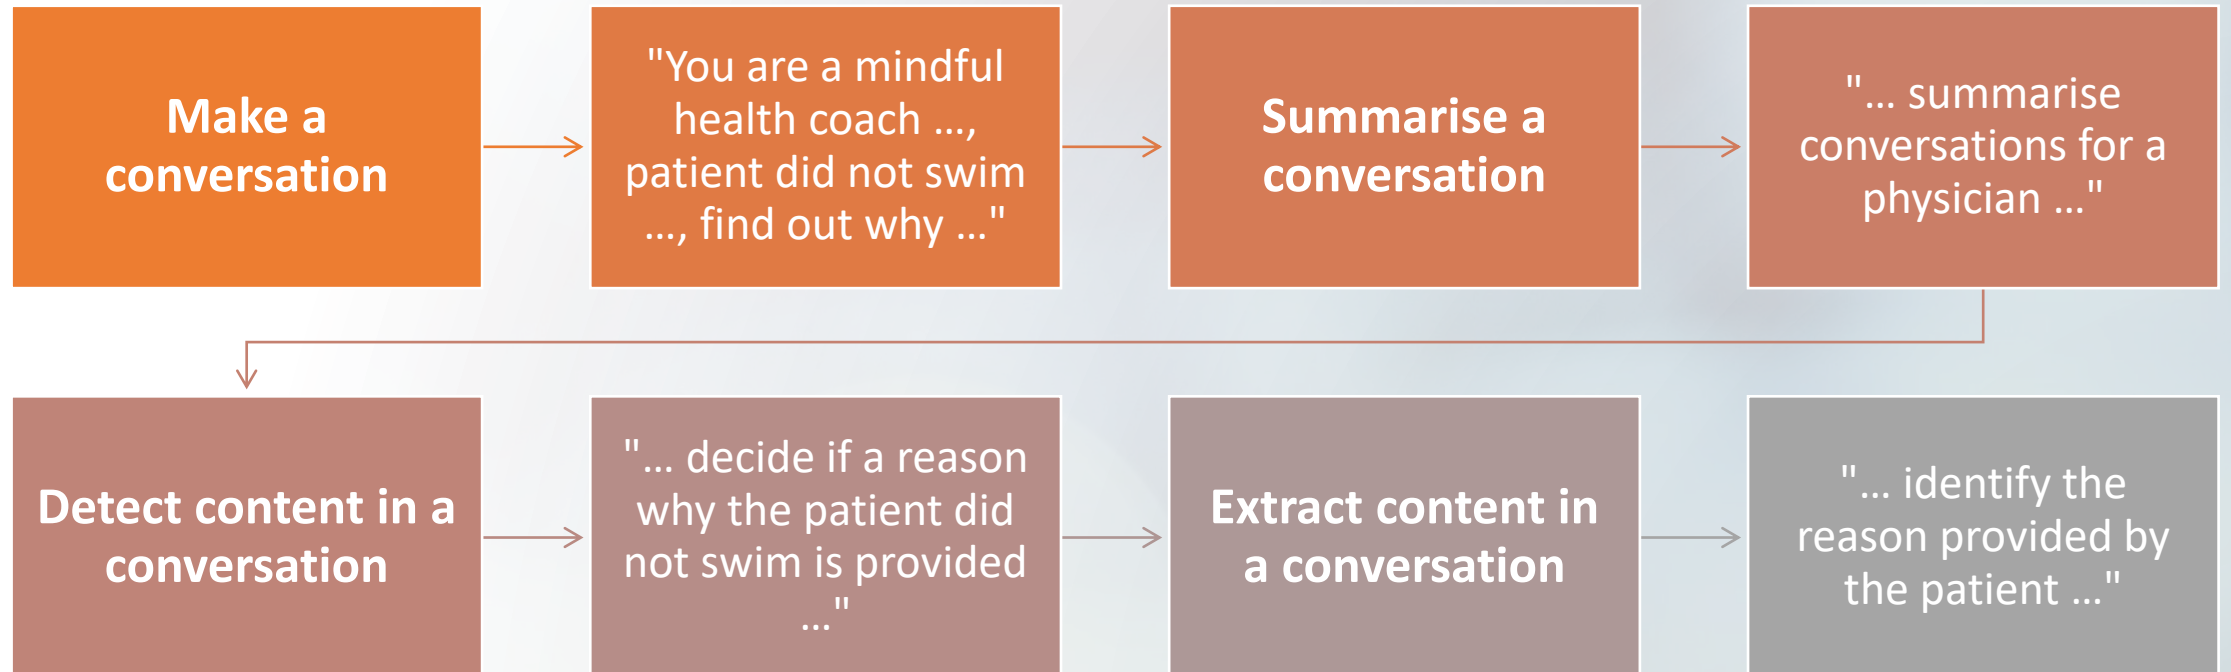 Make a
conversation
"You are a mindful
health coach ...,
patient did not swim
..., find out why ..."
Summarise a
conversation
"... summarise
conversations for a
physician ..."
Detect content in a
conversation
"... decide if a reason
why the patient did
not swim is provided
..."
Extract content in
a conversation
"... identify the
reason provided by
the patient ..."